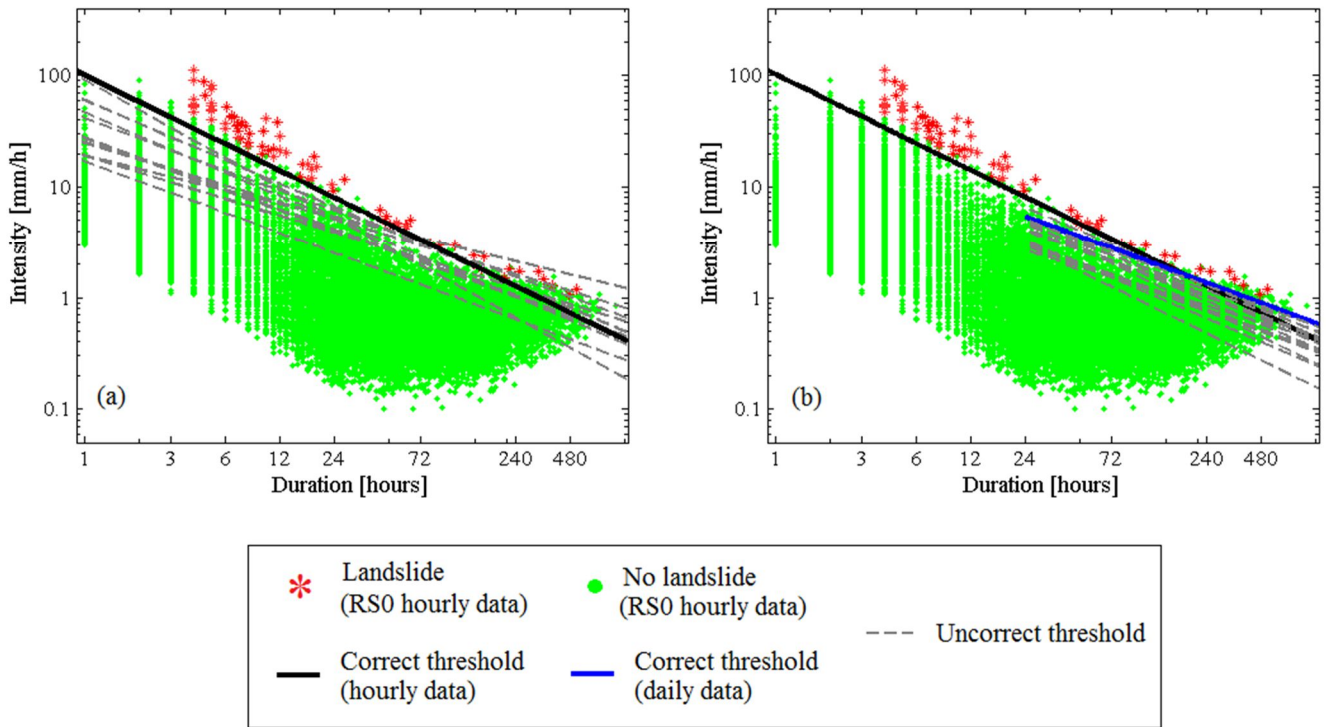 100
10
1
0.1
Intensity [mm/h]
(a)
1 3 6 12 24 72 240 480
Duration [hours]
100
10
1
0.1
Intensity [mm/h]
(b)
1 3 6 12 24 72 240 480
Duration [hours]
Landslide
(RS0 hourly data)
No landslide
(RS0 hourly data)
Uncorrect threshold
Correct threshold
(hourly data)
Correct threshold
(daily data)